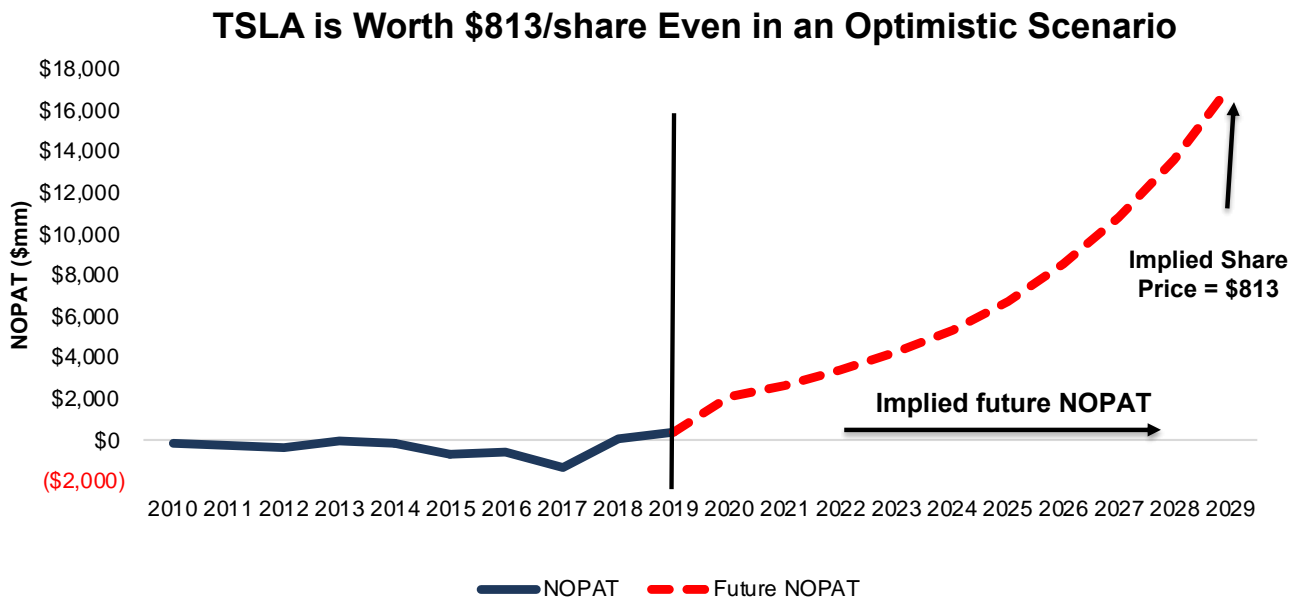 TSLA is Worth $813/share Even in an Optimistic Scenario
$18,000
$16,000
$14,000
$12,000
$10,000
$8,000
$6,000
$4,000
$2,000
$0
($2,000)
NOPAT ($mm)
Implied Share
Price = $813
Implied future NOPAT
2010 2011 2012 2013 2014 2015 2016 2017 2018 2019 2020 2021 2022 2023 2024 2025 2026 2027 2028 2029
NOPAT Future NOPAT